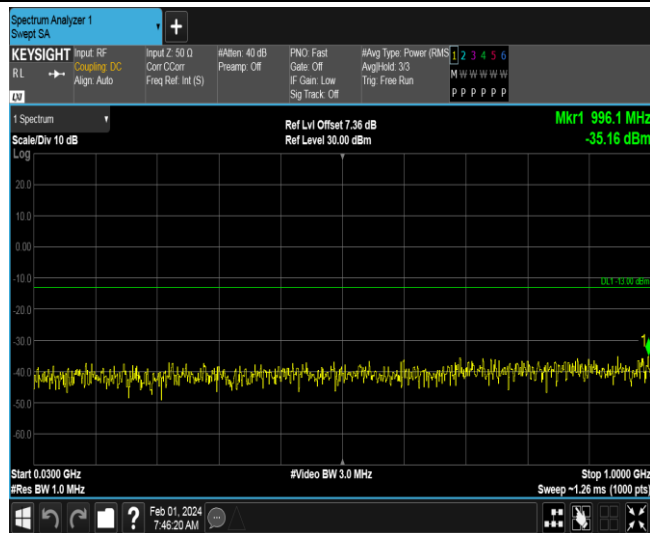 Spectrum Analyzer 1
Swept SA
+
KEYSIGHT
RL
Input: RF
Coupling: DC
Align: Auto
Input Z: 50 Ω
Corr CCorr
Freq Ref: Int (S)
#Atten: 40 dB
Preamp: Off
PNO: Fast
Gate: Off
IF Gain: Low
Sig Track: Off
#Avg Type: Power (RMS
Avg|Hold: 3/3
Trig: Free Run
1 2 3 4 5 6
M W W W W W
P P P P P P
1 Spectrum
Scale/Div 10 dB
Log
Ref Lvl Offset 7.36 dB
Ref Level 30.00 dBm
Mkr1 996.1 MHz
-35.16 dBm
20.0
10.0
0.00
-10.0
DL1 -13.00 dBm
-20.0
-30.0
1
-40.0
-50.0
-60.0
Start 0.0300 GHz
#Res BW 1.0 MHz
#Video BW 3.0 MHz
Stop 1.0000 GHz
Sweep ~1.26 ms (1000 pts)
?
Feb 01, 2024
7:46:20 AM